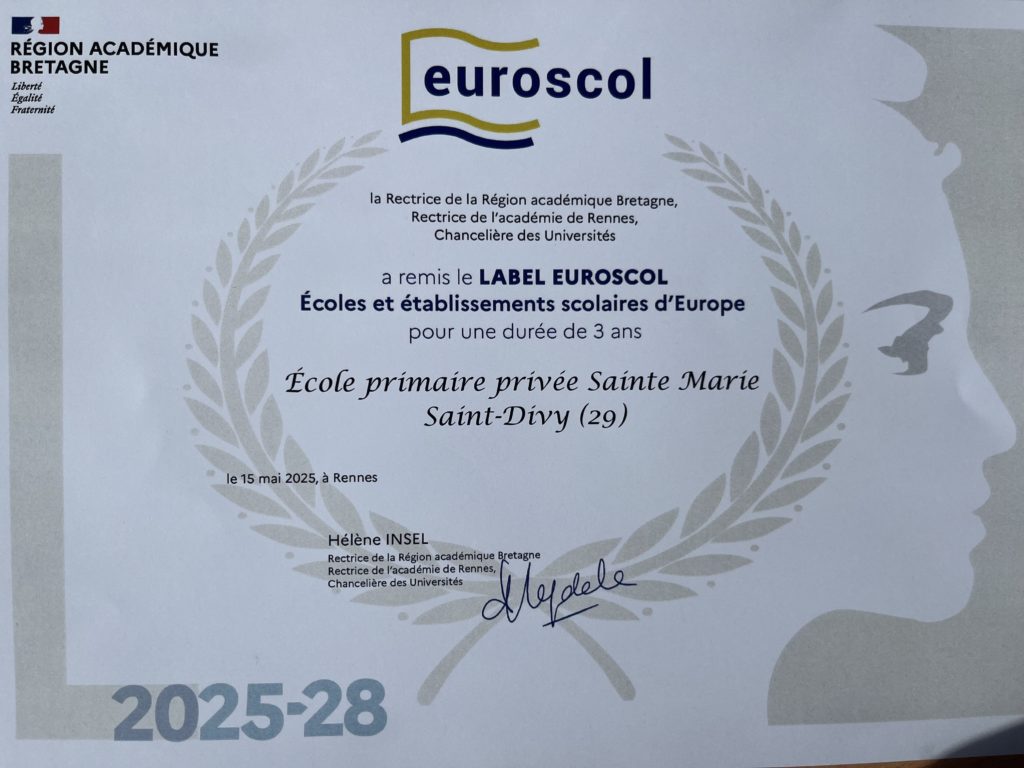 RÉGION ACADÉMIQUE
BRETAGNE
Liberté
Égalité
Fraternité
euroscol
la Rectrice de la Région académique Bretagne,
Rectrice de l'académie de Rennes,
Chancelière des Universités
a remis le LABEL EUROSCOL
Écoles et établissements scolaires d'Europe
pour une durée de 3 ans
École primaire privée Sainte Marie
Saint-Divy (29)
le 15 mai 2025, à Rennes
Hélène INSEL
Rectrice de la Région académique Bretagne
Rectrice de l'académie de Rennes,
Chancelière des Universités
2025-28